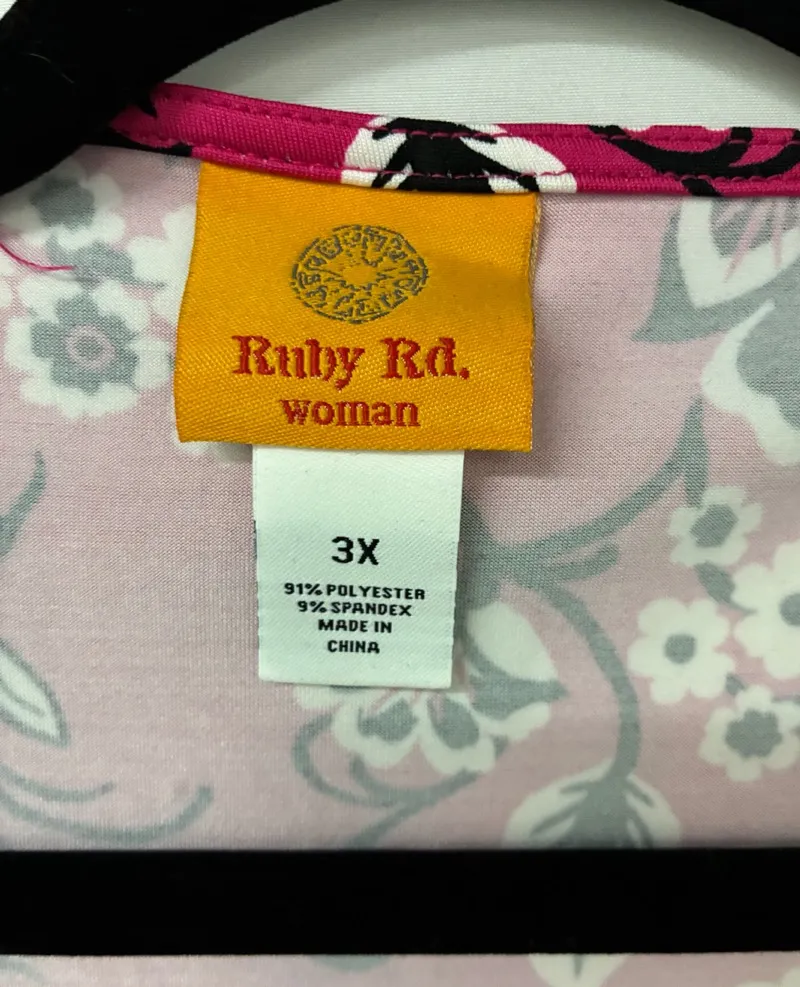 Ruby Rd.
woman
3X
91% POLYESTER
9% SPANDEX
MADE IN
CHINA